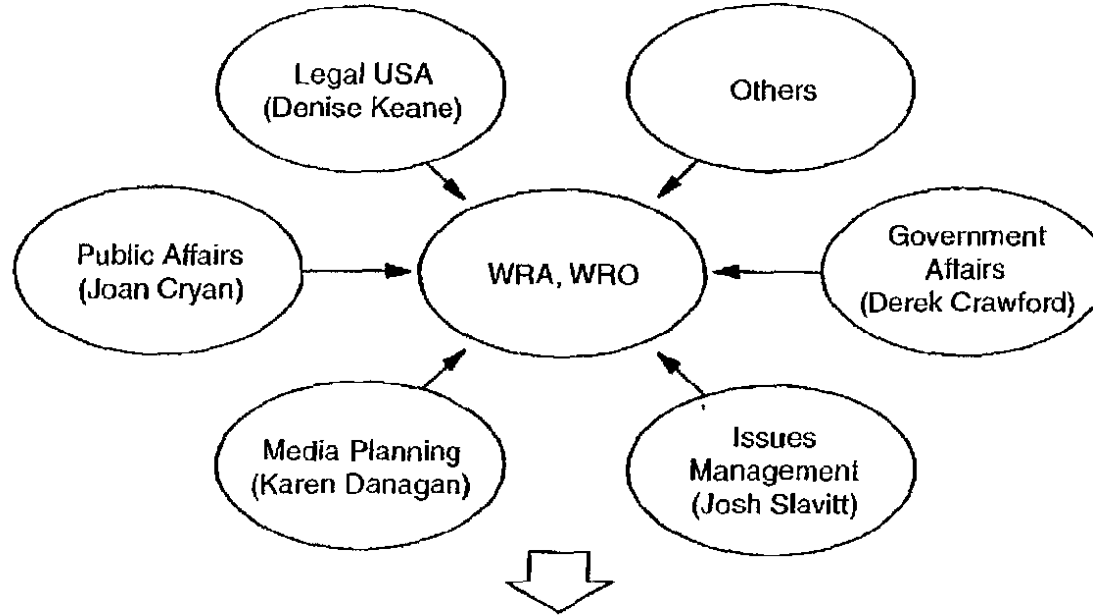 Legal USA
(Denise Keane)
Others
Public Affairs
(Joan Cryan)
WRA, WRO
Government
Affairs
(Derek Crawford)
Media Planning
(Karen Danagan)
Issues
Management
(Josh Slavitt)